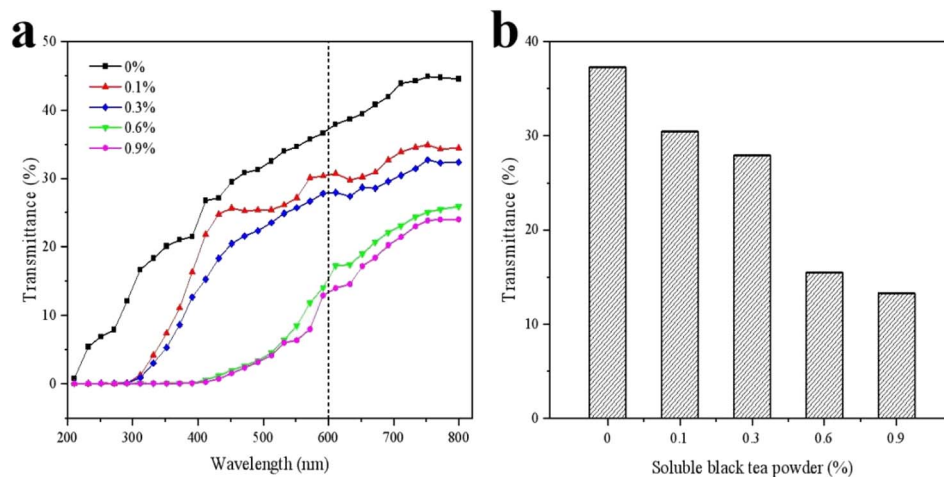 a
50
40
30
20
10
0
Transmittance (%)
0%
0.1%
0.3%
0.6%
0.9%
200 300 400 500 600 700 800
Wavelength (nm)
b
40
30
20
10
0
Transmittance (%)
0 0.1 0.3 0.6 0.9
Soluble black tea powder (%)